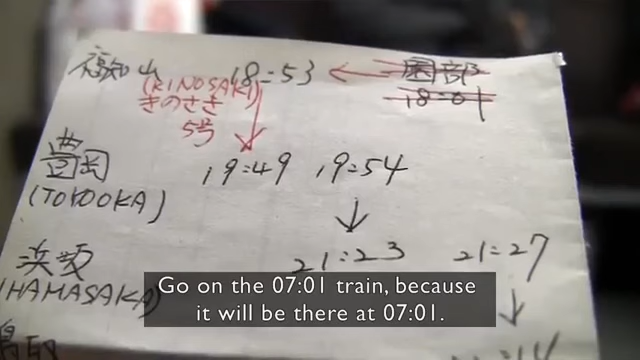 福知山 18:53 ← 園部
(KINOSAKI) 18:01
きのさき
5号
豊岡 19:49 19:54
(TOYOOKA)
浜坂 21:23 21:27
(HAMASAKA)
鳥取
Go on the 07:01 train, because
it will be there at 07:01.